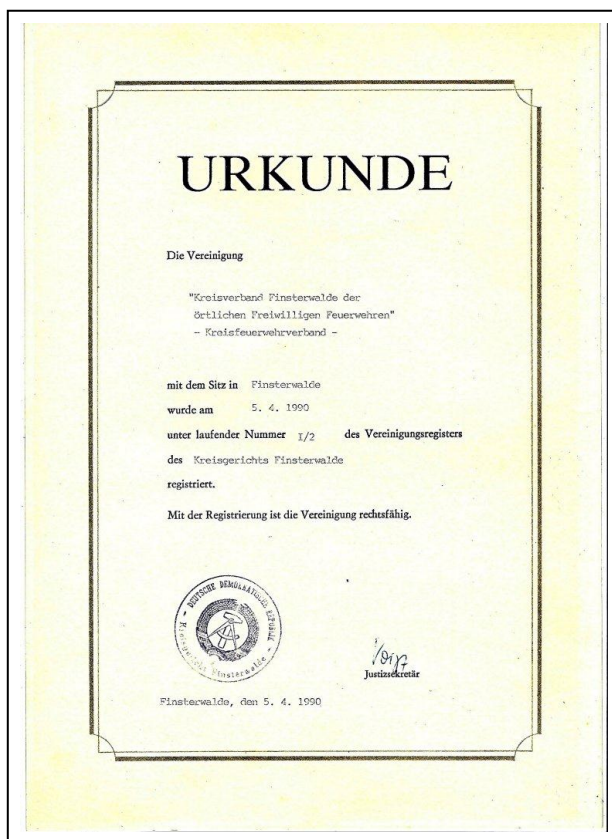 URKUNDE
Die Vereinigung
"Kreisverband Finsterwalde der
örtlichen Freiwilligen Feuerwehren"
- Kreisfeuerwehrverband -
mit dem Sitz in Finsterwalde
wurde am 5. 4. 1990
unter laufender Nummer I/2 des Vereinigungsregisters
des Kreisgerichts Finsterwalde
registriert.
Mit der Registrierung ist die Vereinigung rechtsfähig.
DEUTSCHE DEMOKRATISCHE REPUBLIK
Kreisgericht Finsterwalde
Justizsekretär
Finsterwalde, den 5. 4. 1990